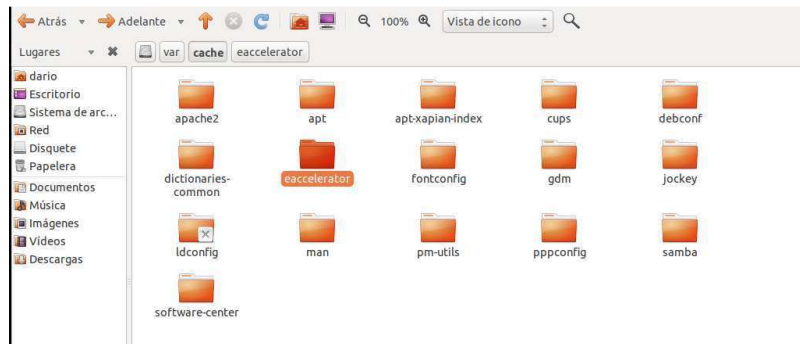 Atrás Adelante 100% Vista de icono
Lugares var cache eaccelerator
dario
Escritorio
Sistema de arc...
Red
Disquete
Papelera
Documentos
Música
Imágenes
Vídeos
Descargas
apache2 apt apt-xapian-index cups debconf
dictionaries-common eaccelerator fontconfig gdm jockey
ldconfig man pm-utils pppconfig samba
software-center